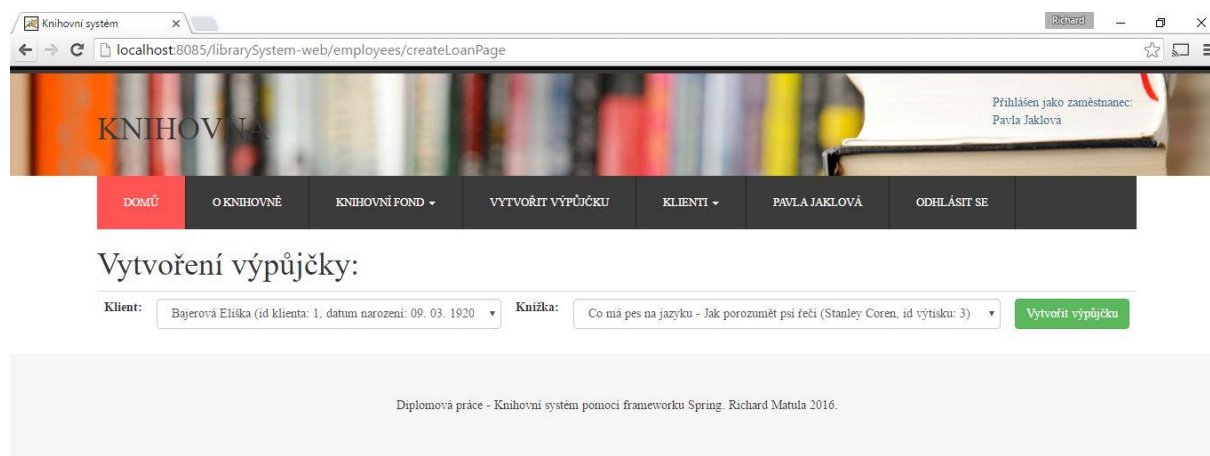 Knihovní systém
Richard
localhost:8085/librarySystem-web/employees/createLoanPage
KNIHOVNA
Přihlášen jako zaměstnanec:
Pavla Jaklová
DOMŮ O KNIHOVNĚ KNIHOVNÍ FOND VYTVOŘIT VÝPŮJČKU KLIENTI PAVLA JAKLOVÁ ODHLÁSIT SE
Vytvoření výpůjčky:
Klient: Bajerová Eliška (id klienta: 1, datum narození: 09. 03. 1920 Knížka: Co má pes na jazyku - Jak porozumět psí řeči (Stanley Coren, id výtisku: 3) Vytvořit výpůjčku
Diplomová práce - Knihovní systém pomocí frameworku Spring. Richard Matula 2016.